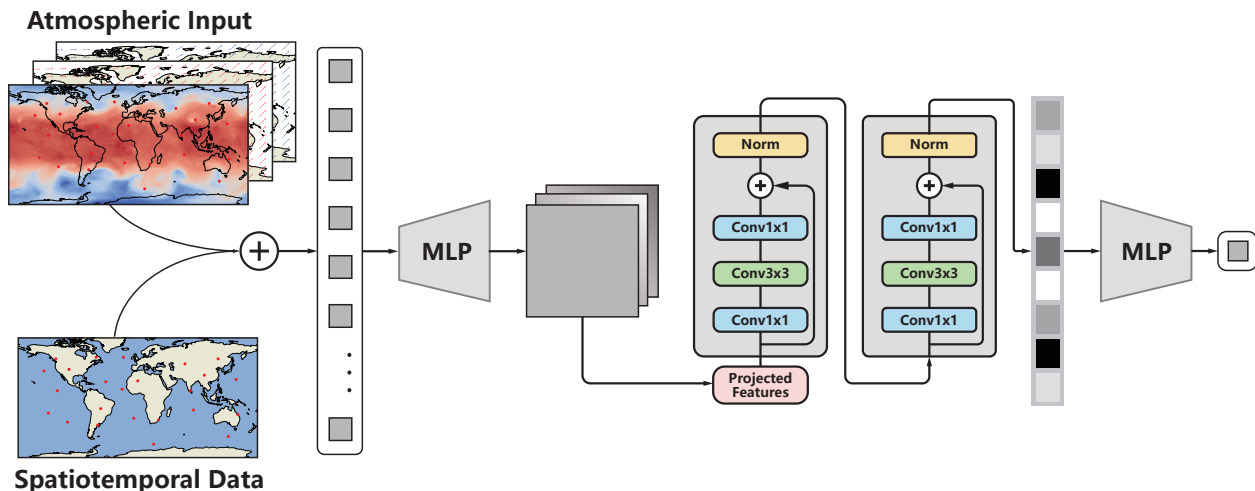 Atmospheric Input
Spatiotemporal Data
+
MLP
Projected
Features
Conv1x1
Conv3x3
Conv1x1
+
Norm
Conv1x1
Conv3x3
Conv1x1
+
Norm
MLP